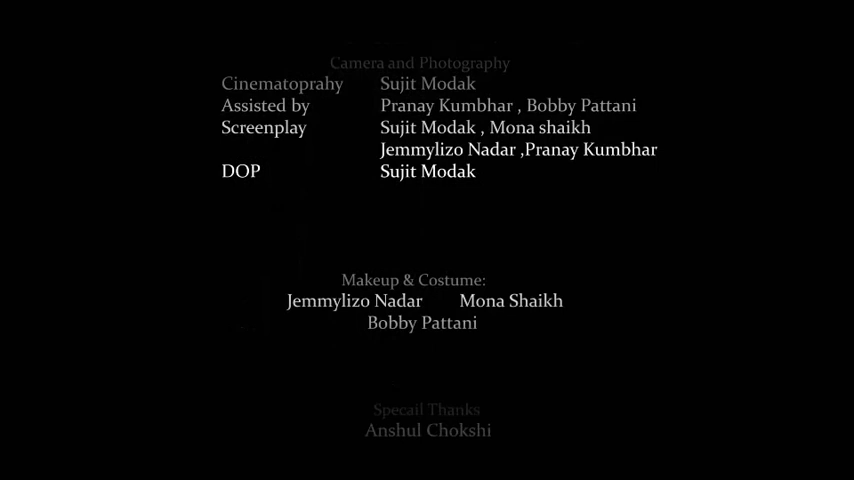 Camera and Photography
Cinematoprahy Sujit Modak
Assisted by Pranay Kumbhar , Bobby Pattani
Screenplay Sujit Modak , Mona shaikh
Jemmylizo Nadar ,Pranay Kumbhar
DOP Sujit Modak
Makeup & Costume:
Jemmylizo Nadar Mona Shaikh
Bobby Pattani
Specail Thanks
Anshul Chokshi